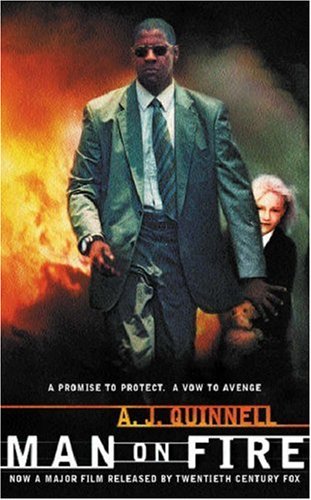 A PROMISE TO PROTECT. A VOW TO AVENGE
A. J. QUINNELL
MAN ON FIRE
NOW A MAJOR FILM RELEASED BY TWENTIETH CENTURY FOX